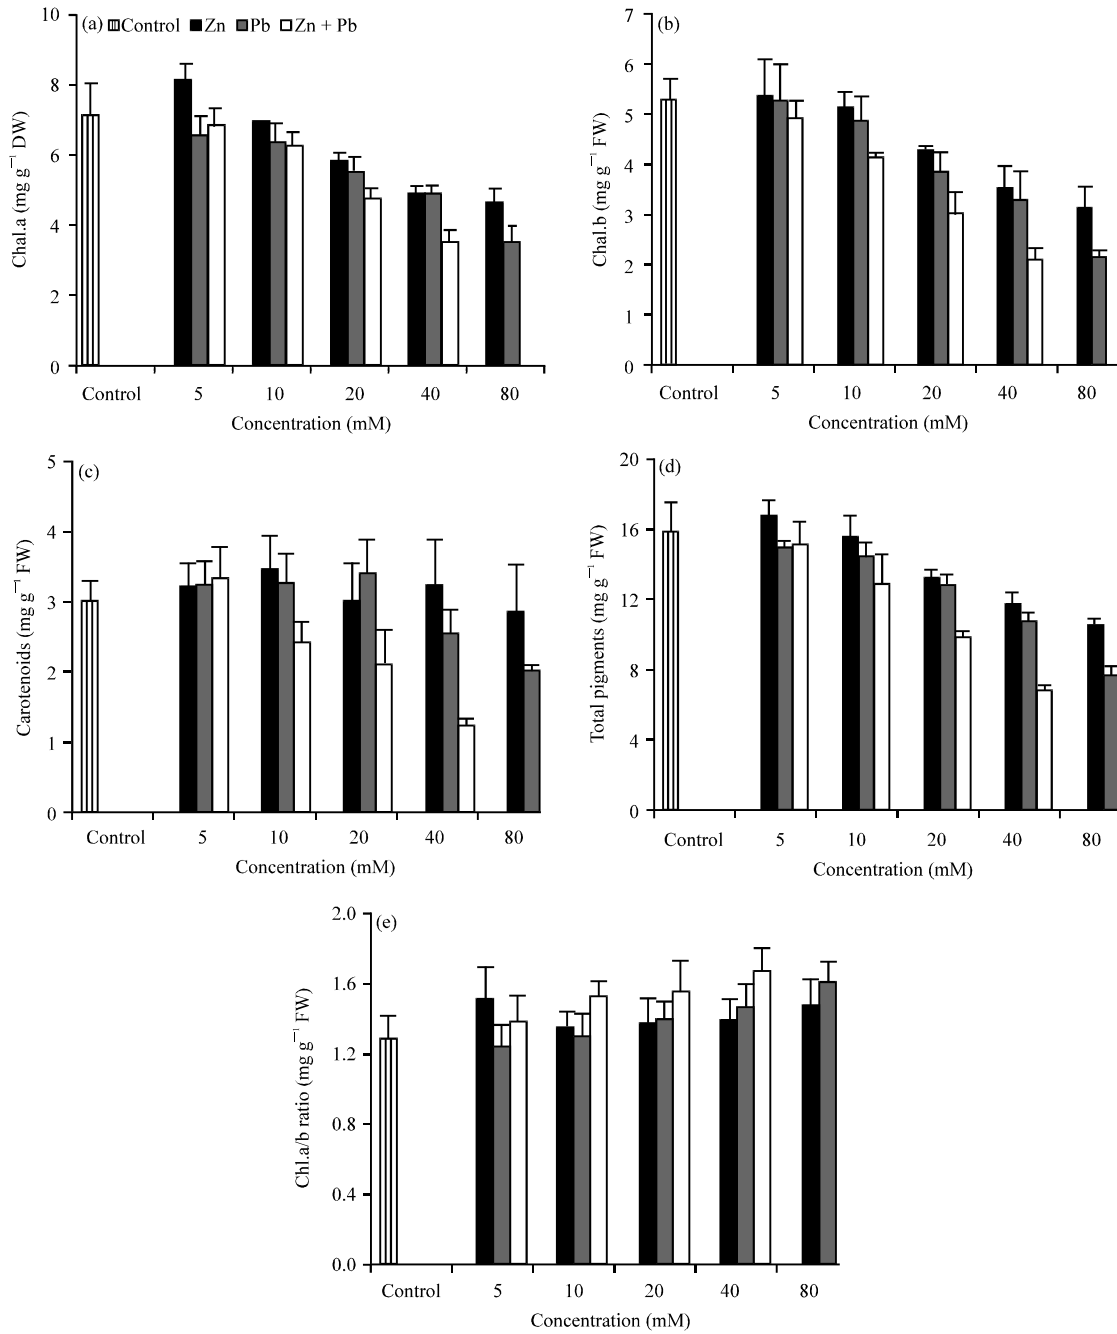 (a) Control Zn Pb Zn + Pb
10
8
6
4
2
0
Chal.a (mg g⁻¹ DW)
Control 5 10 20 40 80
Concentration (mM)
(b)
7
6
5
4
3
2
1
0
Chal.b (mg g⁻¹ FW)
Control 5 10 20 40 80
Concentration (mM)
(c)
5
4
3
2
1
0
Carotenoids (mg g⁻¹ FW)
Control 5 10 20 40 80
Concentration (mM)
(d)
20
16
12
8
4
0
Total pigments (mg g⁻¹ FW)
Control 5 10 20 40 80
Concentration (mM)
(e)
2.0
1.6
1.2
0.8
0.4
0.0
Chl.a/b ratio (mg g⁻¹ FW)
Control 5 10 20 40 80
Concentration (mM)